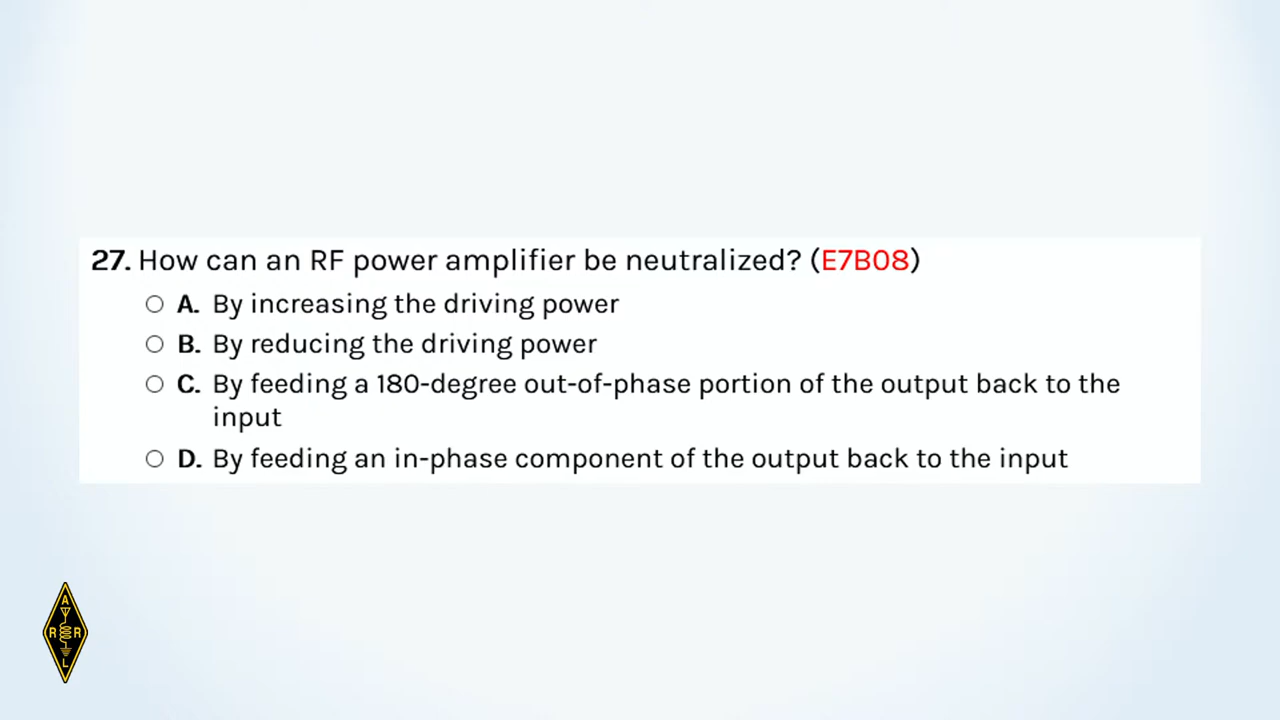 27. How can an RF power amplifier be neutralized? (E7B08)
A. By increasing the driving power
B. By reducing the driving power
C. By feeding a 180-degree out-of-phase portion of the output back to the
input
D. By feeding an in-phase component of the output back to the input
A
R R
L